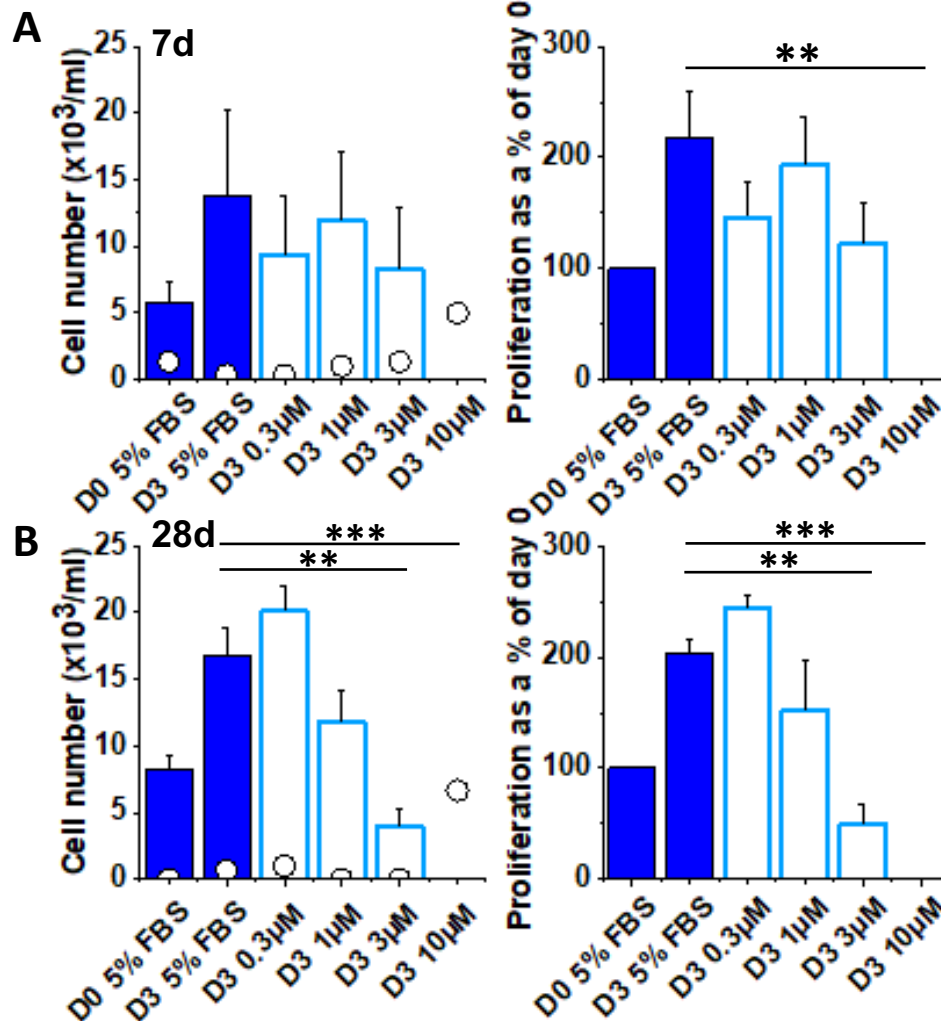 A
7d
Cell number (x10³/ml)
25
20
15
10
5
0
D0 5% FBS
D3 5% FBS
D3 0.3µM
D3 1µM
D3 3µM
D3 10µM
Proliferation as a % of day 0
300
200
100
0
**
D0 5% FBS
D3 5% FBS
D3 0.3µM
D3 1µM
D3 3µM
D3 10µM
B
28d
Cell number (x10³/ml)
25
20
15
10
5
0
***
**
D0 5% FBS
D3 5% FBS
D3 0.3µM
D3 1µM
D3 3µM
D3 10µM
Proliferation as a % of day 0
300
200
100
0
***
**
D0 5% FBS
D3 5% FBS
D3 0.3µM
D3 1µM
D3 3µM
D3 10µM